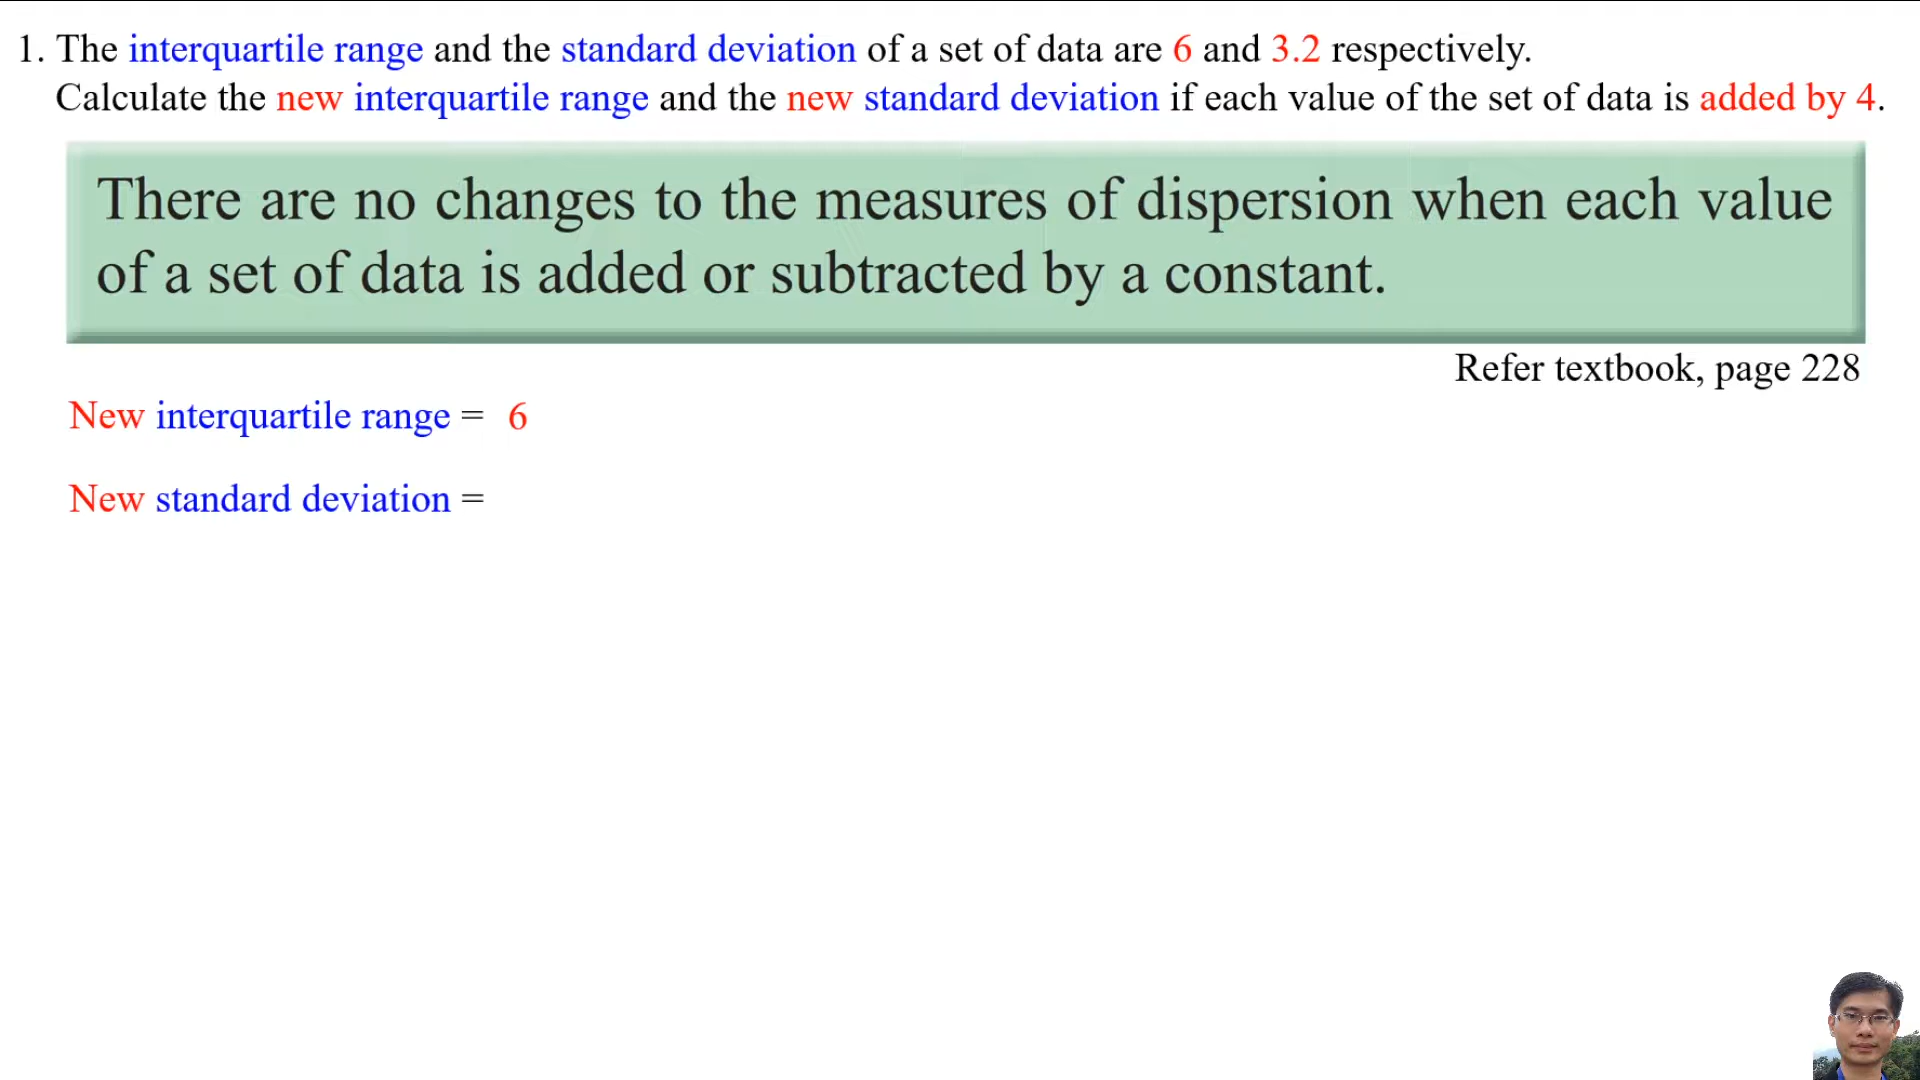 1. The interquartile range and the standard deviation of a set of data are 6 and 3.2 respectively.
Calculate the new interquartile range and the new standard deviation if each value of the set of data is added by 4.
There are no changes to the measures of dispersion when each value
of a set of data is added or subtracted by a constant.
Refer textbook, page 228
New interquartile range = 6
New standard deviation =